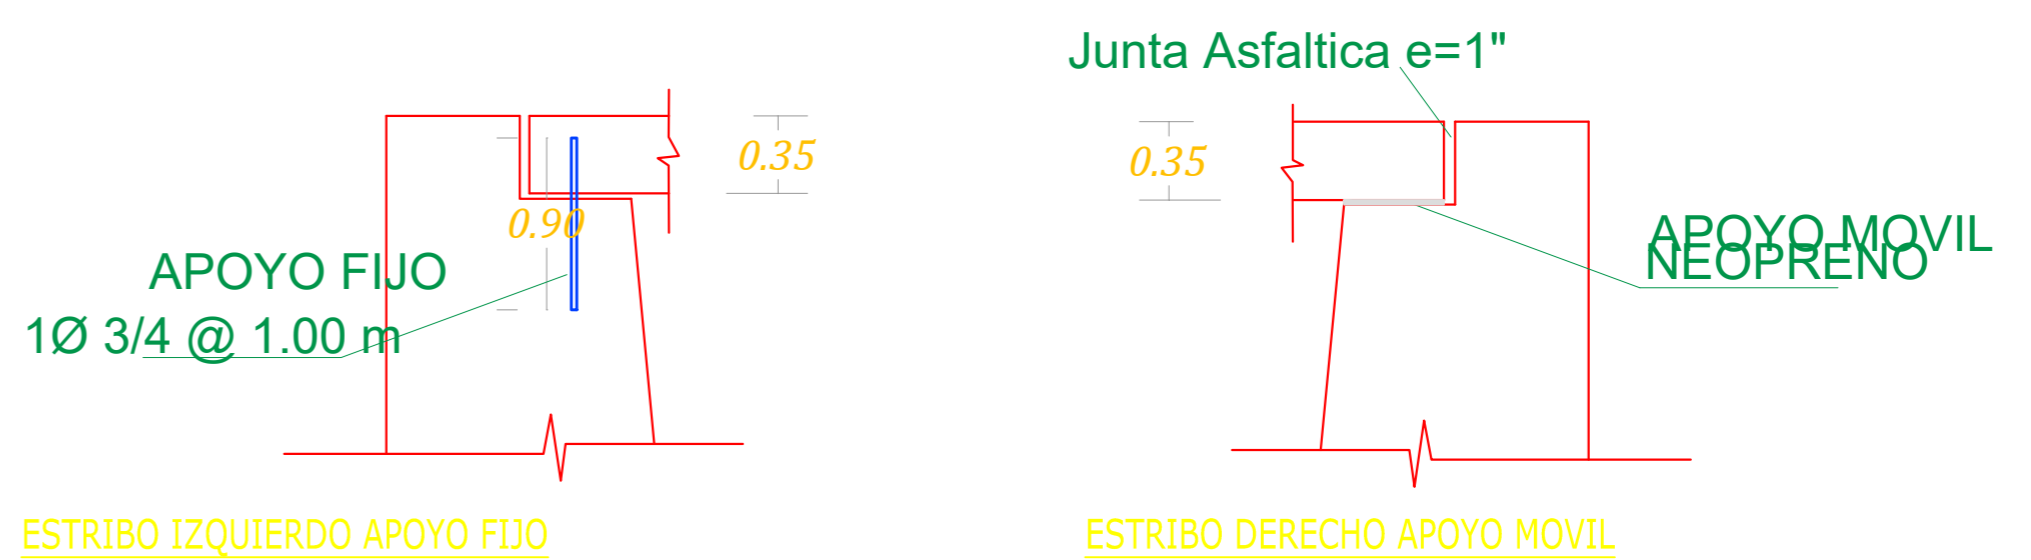 Junta Asfaltica e=1"
0.35
0.35
0.90
APOYO FIJO
1Ø 3/4 @ 1.00 m
APOYO MOVIL
NEOPRENO
ESTRIBO IZQUIERDO APOYO FIJO
ESTRIBO DERECHO APOYO MOVIL